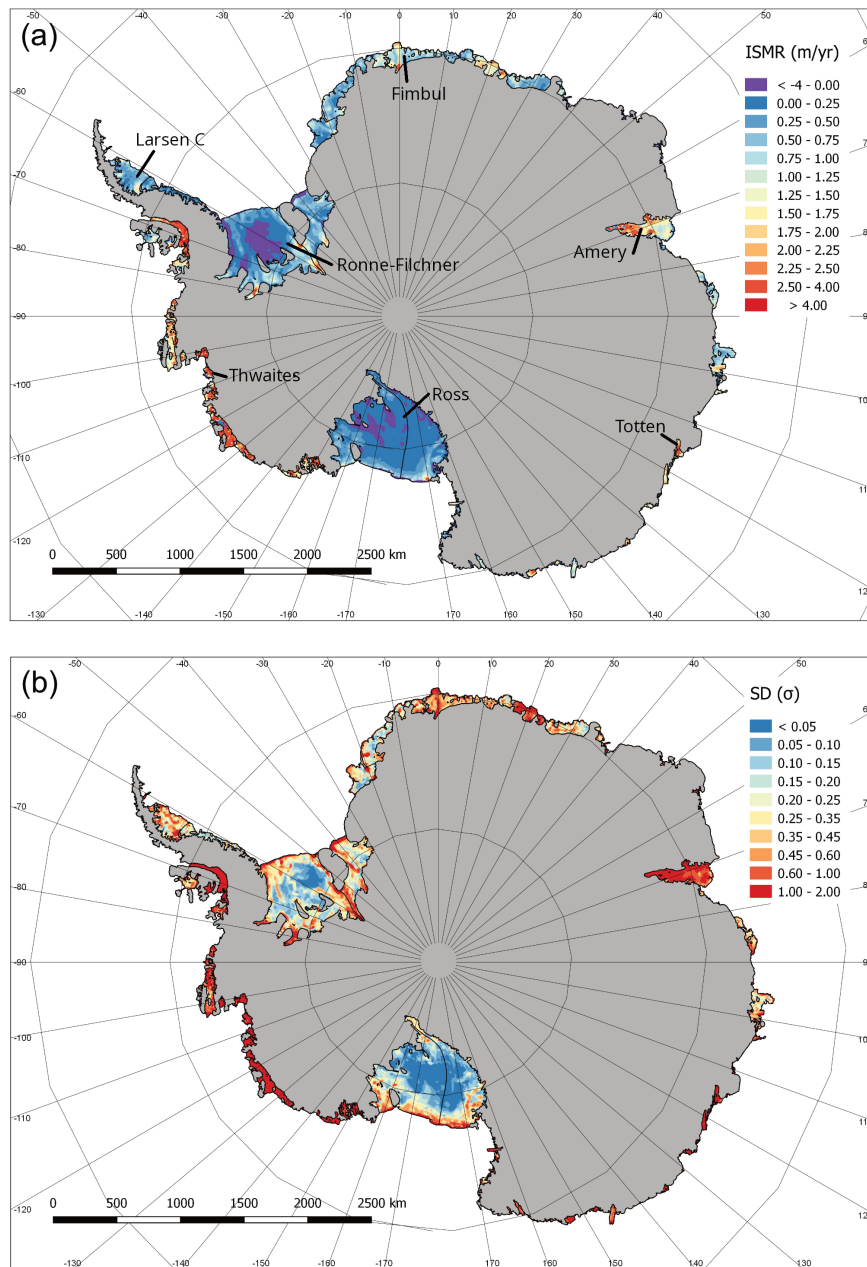 (a)
-50
-40
-30
-20
-10
0
10
20
30
40
50
-60
-70
-80
-90
-100
-110
-120
-130
-140
-150
-160
-170
170
160
150
140
130
ISMR (m/yr)
< -4 - 0.00
0.00 - 0.25
0.25 - 0.50
0.50 - 0.75
0.75 - 1.00
1.00 - 1.25
1.25 - 1.50
1.50 - 1.75
1.75 - 2.00
2.00 - 2.25
2.25 - 2.50
2.50 - 4.00
> 4.00
Fimbul
Larsen C
Ronne-Filchner
Amery
Thwaites
Ross
Totten
0 500 1000 1500 2000 2500 km
(b)
-50
-40
-30
-20
-10
0
10
20
30
40
50
-60
-70
-80
-90
-100
-110
-120
-130
-140
-150
-160
-170
170
160
150
140
130
SD (σ)
< 0.05
0.05 - 0.10
0.10 - 0.15
0.15 - 0.20
0.20 - 0.25
0.25 - 0.35
0.35 - 0.45
0.45 - 0.60
0.60 - 1.00
1.00 - 2.00
0 500 1000 1500 2000 2500 km